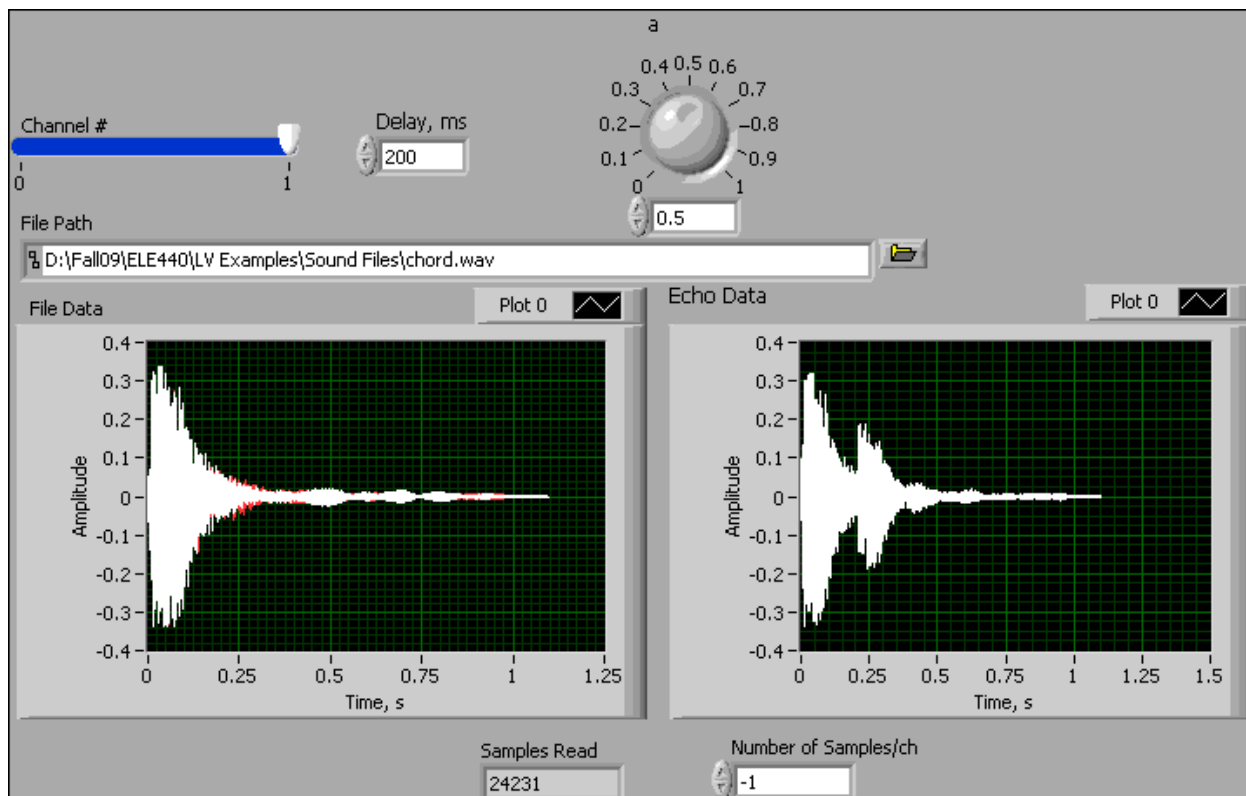 a
0.4 0.5 0.6
0.3 0.7
0.2 0.8
0.1 0.9
0 1
0.5
Channel #
0 1
Delay, ms
200
File Path
D:\Fall09\ELE440\LV Examples\Sound Files\chord.wav
File Data
Plot 0
0.4
0.3
0.2
0.1
0
-0.1
-0.2
-0.3
-0.4
Amplitude
0 0.25 0.5 0.75 1 1.25
Time, s
Echo Data
Plot 0
0.4
0.3
0.2
0.1
0
-0.1
-0.2
-0.3
-0.4
Amplitude
0 0.25 0.5 0.75 1 1.25 1.5
Time, s
Samples Read
24231
Number of Samples/ch
-1